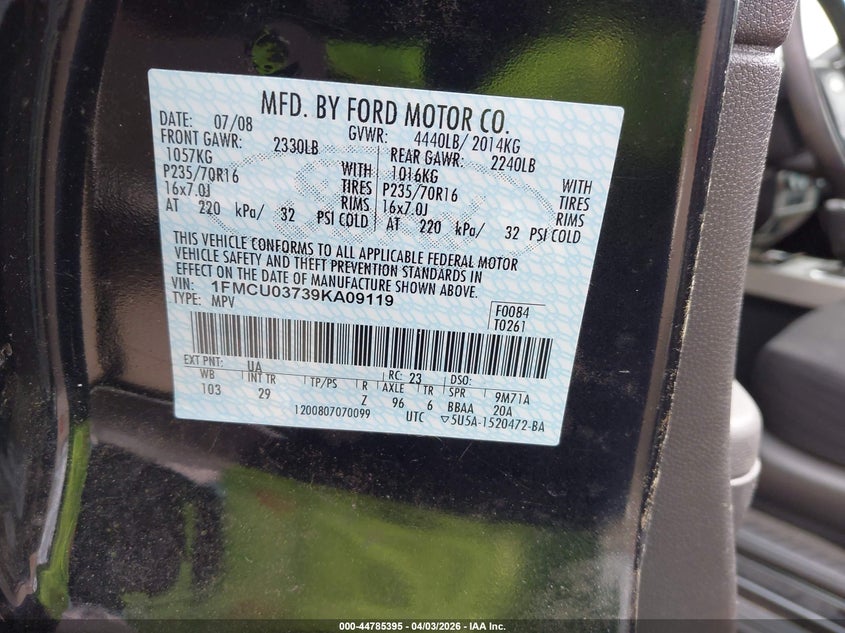 MFD. BY FORD MOTOR CO.
DATE: 07/08 GVWR: 4440LB/ 2014KG
FRONT GAWR: 2330LB REAR GAWR: 2240LB
1057KG WITH 1016KG WITH
P235/70R16 TIRES P235/70R16 TIRES
16x7.0J RIMS 16x7.0J RIMS
AT 220 kPa/ 32 PSI COLD AT 220 kPa/ 32 PSI COLD
THIS VEHICLE CONFORMS TO ALL APPLICABLE FEDERAL MOTOR
VEHICLE SAFETY AND THEFT PREVENTION STANDARDS IN
EFFECT ON THE DATE OF MANUFACTURE SHOWN ABOVE.
VIN: 1FMCU03739KA09119
TYPE: MPV
F0084
T0261
EXT PNT: UA RC: 23 DSO:
WB INT TR TP/PS R AXLE TR SPR 9M71A
103 29 Z 96 6 BBAA 20A
1200807070099 UTC ▽5U5A-1520472-BA
000-44785395 - 04/03/2026 - IAA Inc.